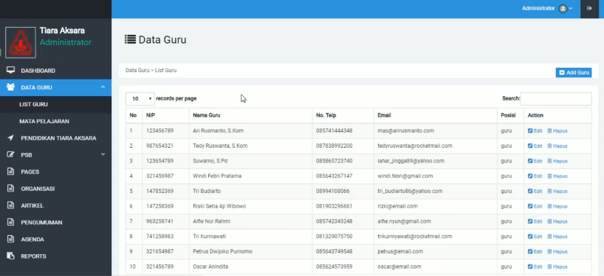 Administrator
Tiara Aksara
Administrator
DASHBOARD
DATA GURU
LIST GURU
MATA PELAJARAN
PENDIDIKAN TIARA AKSARA
PSB
PAGES
ORGANISASI
ARTIKEL
PENGUMUMAN
AGENDA
REPORTS
Data Guru
Data Guru > List Guru
Add Guru
10 records per page
Search:
No NIP Nama Guru No. Telp Email Posisi Action
1 123456789 Ari Rusmanto, S.Kom 085741444348 mas@arirusmanto.com guru Edit Hapus
2 987654321 Tedy Ruswanta, S.Kom 087838992200 tedyruswanta@rocketmail.com guru Edit Hapus
3 123654789 Suwarno, S.Pd 085865723740 lahar_jingga89@yahoo.com guru Edit Hapus
4 321456987 Windi Febri Pratama 085643267147 windi.febri@gmail.com guru Edit Hapus
5 147852369 Tri Budiarto 08994108066 tri_budiarto86@yahoo.com guru Edit Hapus
6 147258369 Riski Setia Aji Wibowo 081903296661 rizki@email.com guru Edit Hapus
7 963258741 Alfie Nur Rahmi 085742343248 alfie.nyun@gmail.com guru Edit Hapus
8 741258963 Tri Kurniawati 081329075750 trikurniyawati@rocketmail.com guru Edit Hapus
9 321654987 Petrus Dwijoko Purnomo 085643749548 petrus@email.com guru Edit Hapus
10 321456789 Oscar Anindita 085624573959 oscar@email.com guru Edit Hapus